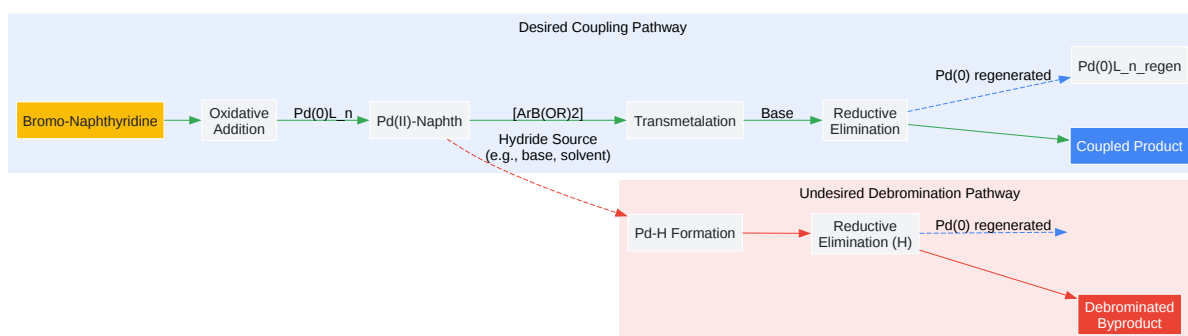 Desired Coupling Pathway
Bromo-Naphthyridine
Oxidative
Addition
Pd(0)L_n
Pd(II)-Naphth
[ArB(OR)2]
Hydride Source
(e.g., base, solvent)
Transmetalation
Base
Reductive
Elimination
Pd(0) regenerated
Pd(0)L_n_regen
Coupled Product
Undesired Debromination Pathway
Pd-H Formation
Reductive
Elimination (H)
Pd(0) regenerated
Debrominated
Byproduct